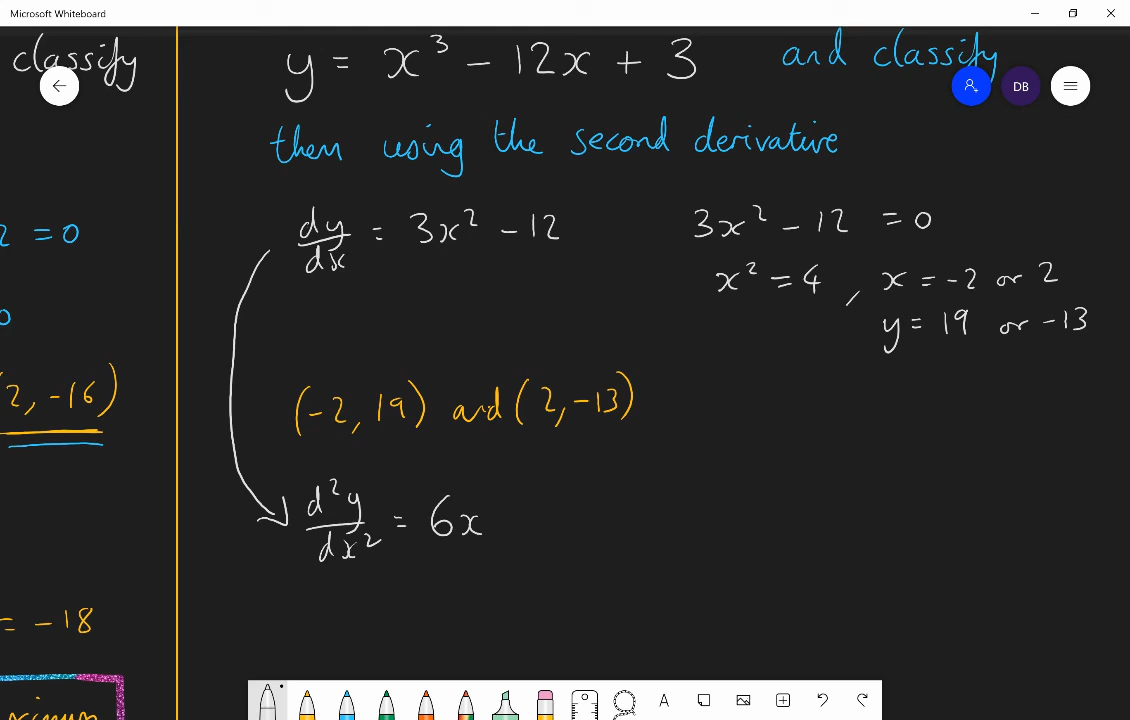 Microsoft Whiteboard
classify
y = x³ - 12x + 3 and classify
DB
them using the second derivative
2 = 0
dy/dx = 3x² - 12
3x² - 12 = 0
x² = 4 , x = -2 or 2
y = 19 or -13
0
2, -16)
(-2, 19) and (2, -13)
d²y/dx² = 6x
= -18
A